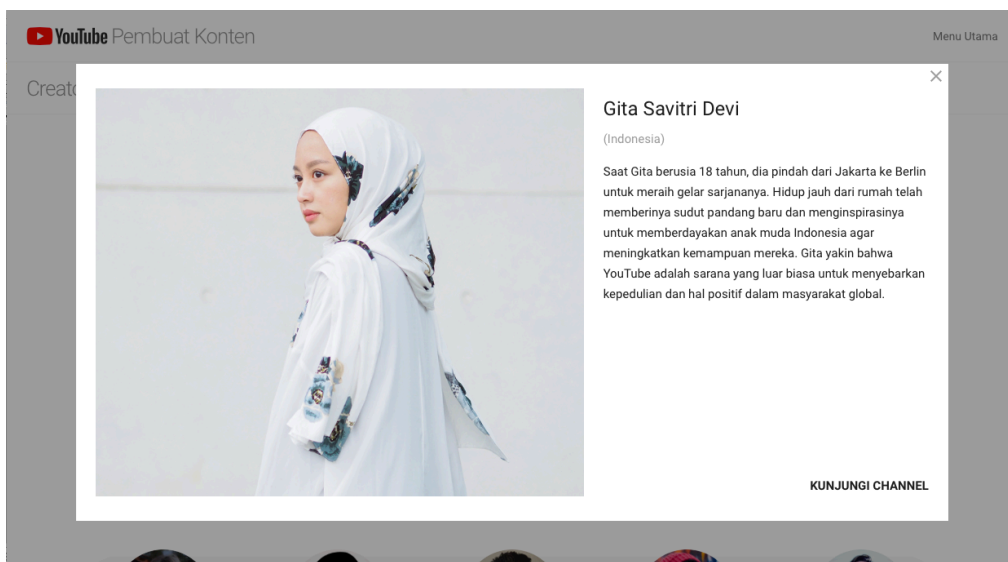 YouTube Pembuat Konten
Menu Utama
Gita Savitri Devi
(Indonesia)
Saat Gita berusia 18 tahun, dia pindah dari Jakarta ke Berlin
untuk meraih gelar sarjananya. Hidup jauh dari rumah telah
memberinya sudut pandang baru dan menginspirasinya
untuk memberdayakan anak muda Indonesia agar
meningkatkan kemampuan mereka. Gita yakin bahwa
YouTube adalah sarana yang luar biasa untuk menyebarkan
kepedulian dan hal positif dalam masyarakat global.
KUNJUNGI CHANNEL